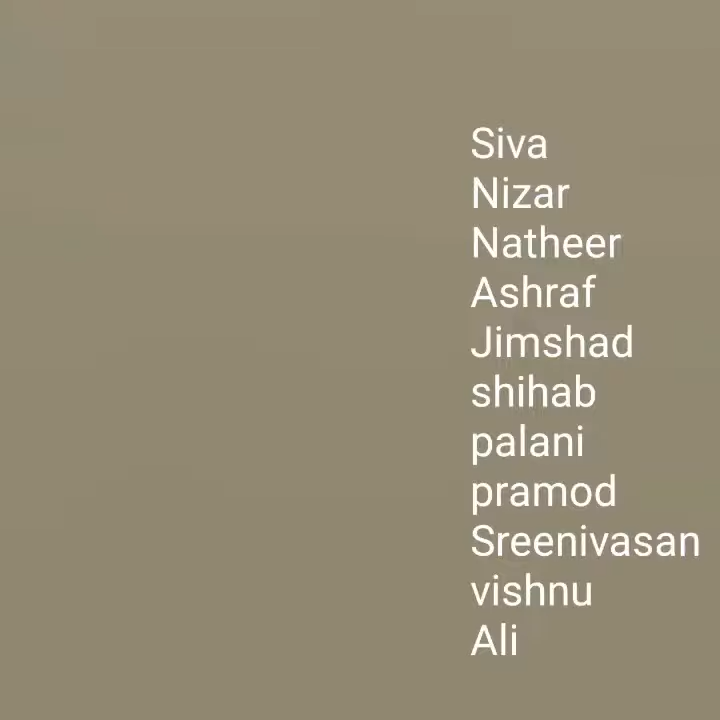 Siva
Nizar
Natheer
Ashraf
Jimshad
shihab
palani
pramod
Sreenivasan
vishnu
Ali